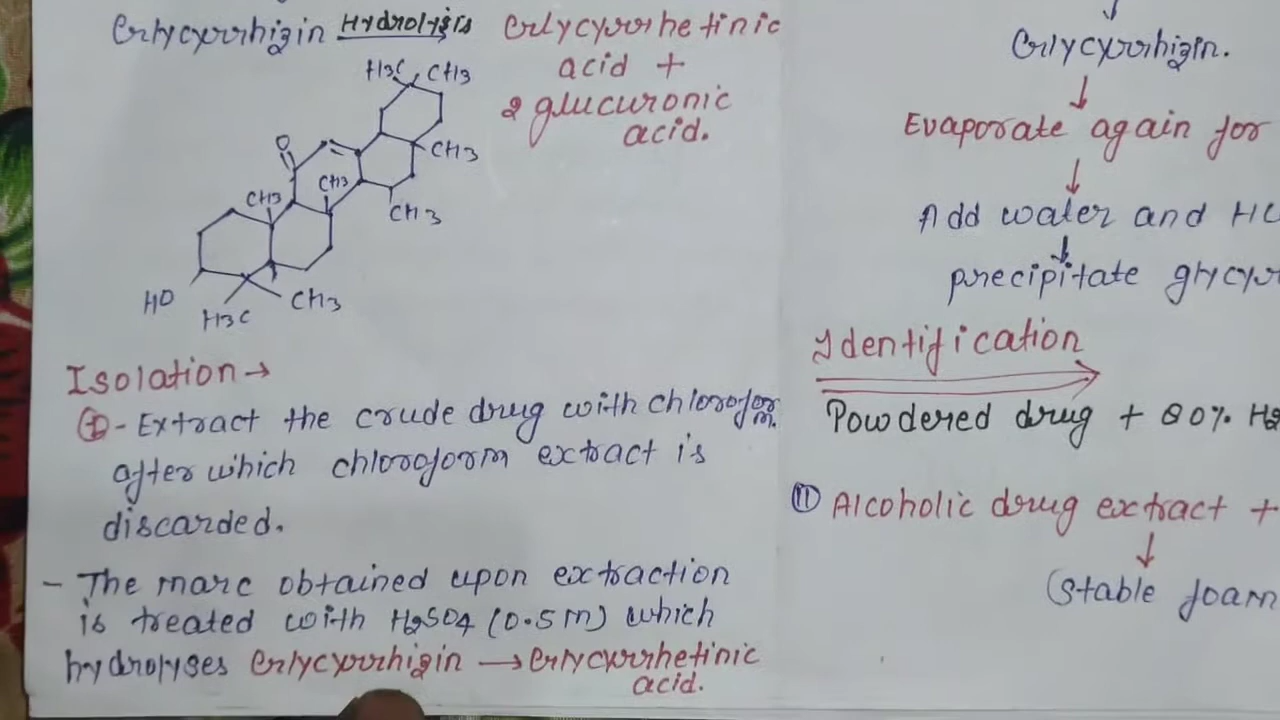 Glycyrrhizin Hydrolysis Glycyrrhetinic
acid +
2 glucuronic
acid.
H3C CH3
O
CH3
CH3
CH3
CH3
HO
H3C
CH3
Isolation →
① - Extract the crude drug with chloroform.
after which chloroform extract is
discarded.
- The marc obtained upon extraction
is treated with H2SO4 (0.5m) which
hydrolyses Glycyrrhizin → Glycyrrhetinic
acid.
↓
Glycyrrhizin.
↓
Evaporate again for
↓
Add water and HC
↓
precipitate glycyr
Identification
Powdered drug + 80% H2
⑪ Alcoholic drug extract +
↓
(Stable foam